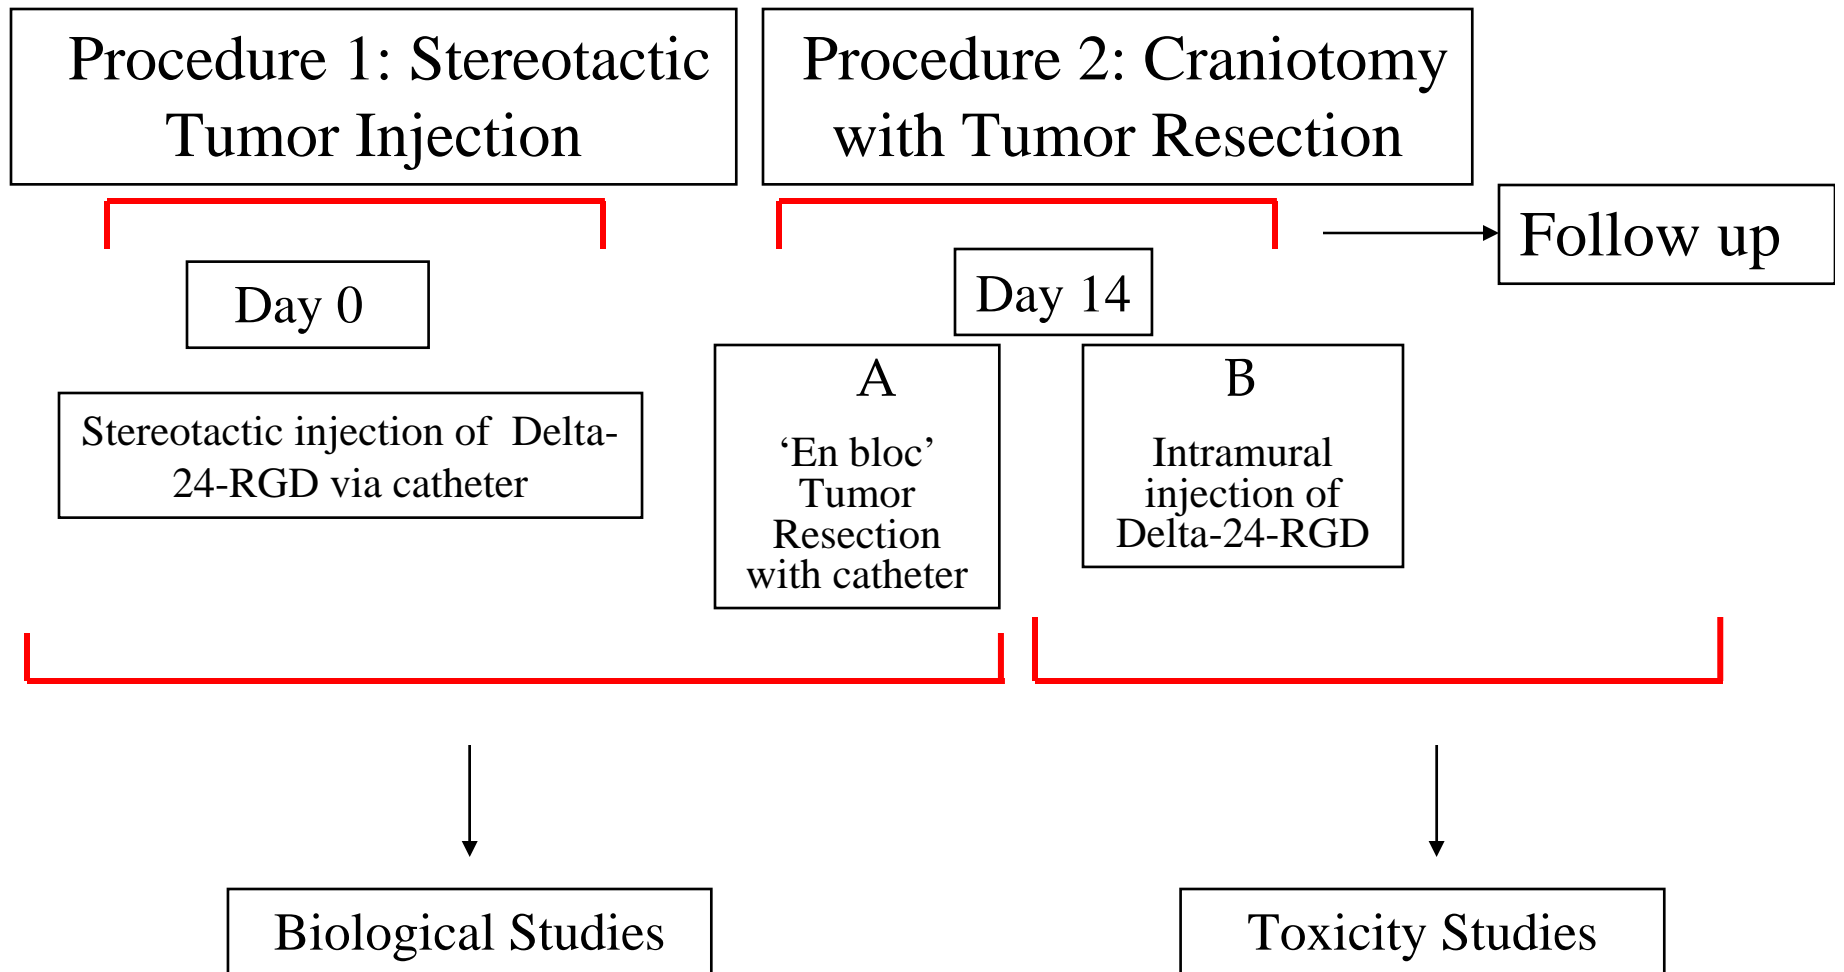 Procedure 1: Stereotactic
Tumor Injection
Procedure 2: Craniotomy
with Tumor Resection
Follow up
Day 0
Day 14
Stereotactic injection of Delta-
24-RGD via catheter
A
‘En bloc’
Tumor
Resection
with catheter
B
Intramural
injection of
Delta-24-RGD
Biological Studies
Toxicity Studies